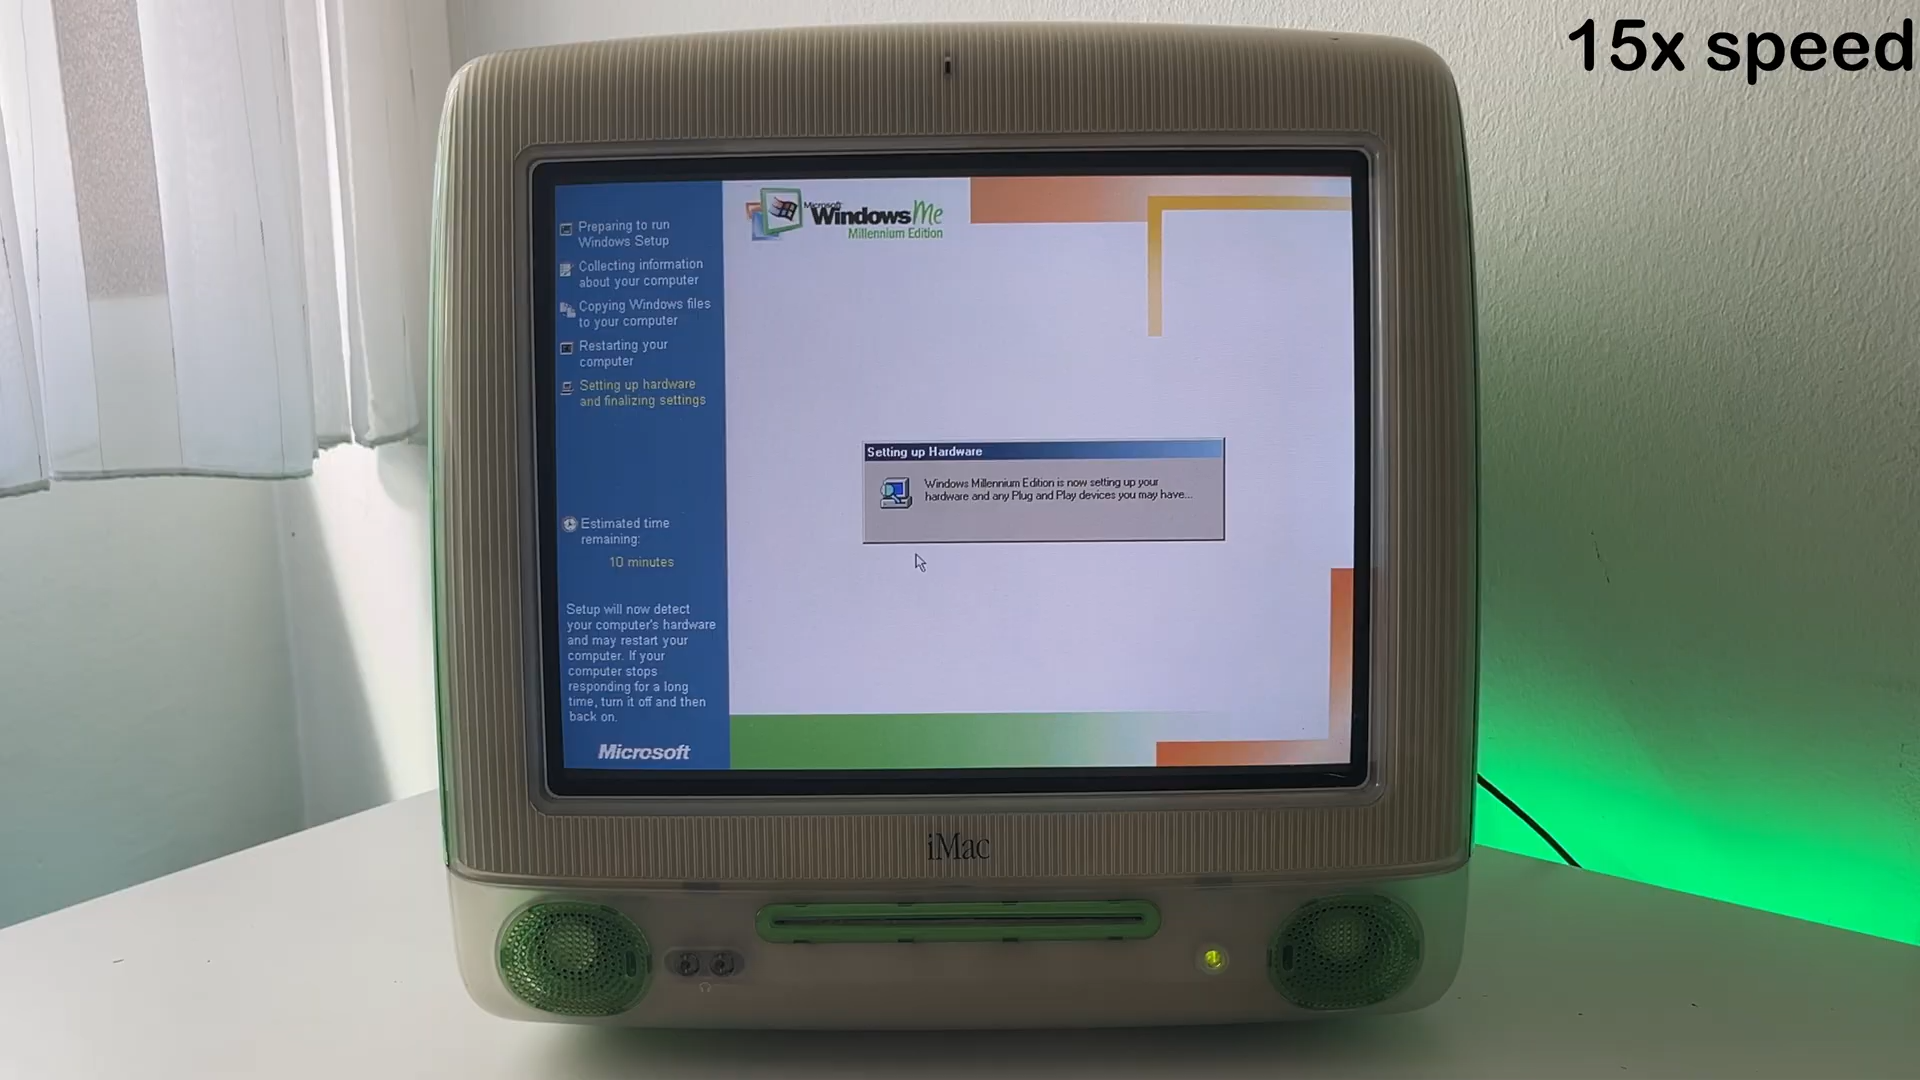 15x speed
Preparing to run
Windows Setup
Collecting information
about your computer
Copying Windows files
to your computer
Restarting your
computer
Setting up hardware
and finalizing settings
Estimated time
remaining:
10 minutes
Setup will now detect
your computer's hardware
and may restart your
computer. If your
computer stops
responding for a long
time, turn it off and then
back on.
Microsoft
Microsoft
Windows Me
Millennium Edition
Setting up Hardware
Windows Millennium Edition is now setting up your
hardware and any Plug and Play devices you may have...
iMac